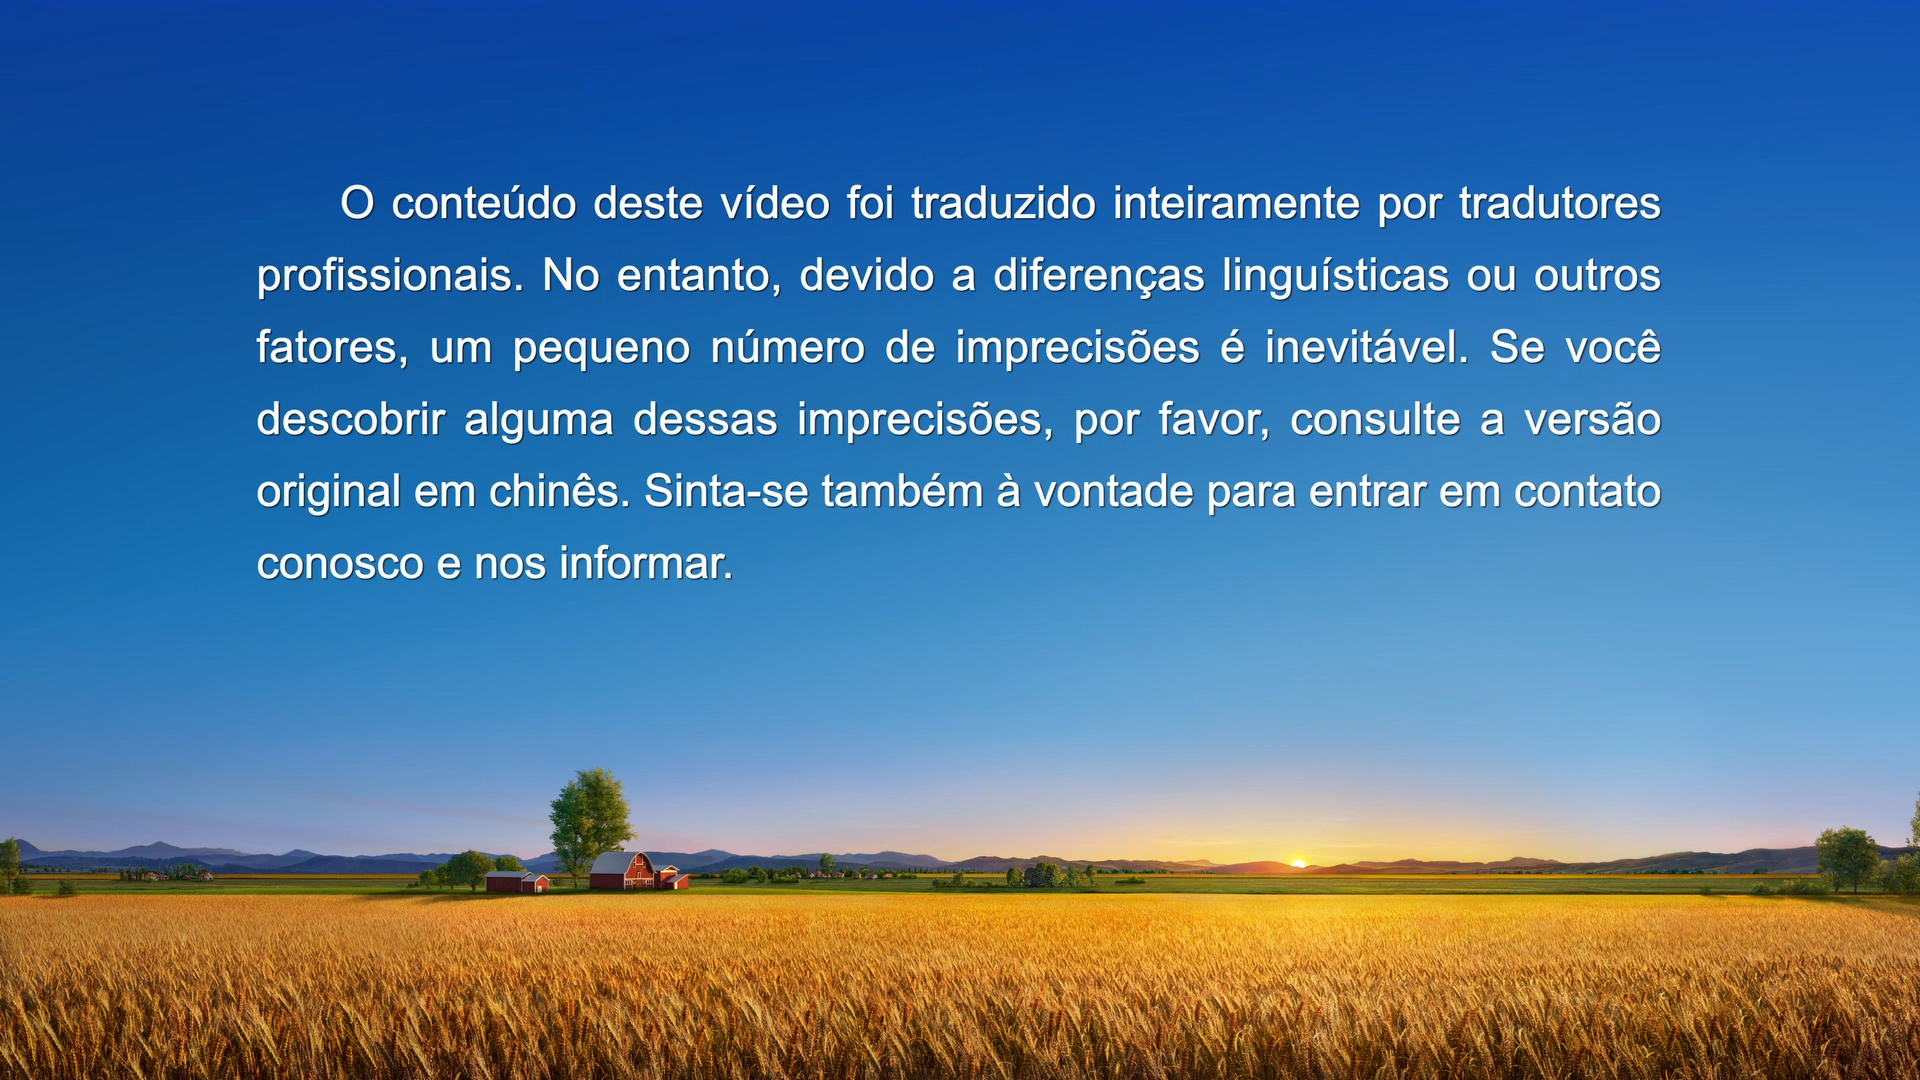 O conteúdo deste vídeo foi traduzido inteiramente por tradutores
profissionais. No entanto, devido a diferenças linguísticas ou outros
fatores, um pequeno número de imprecisões é inevitável. Se você
descobrir alguma dessas imprecisões, por favor, consulte a versão
original em chinês. Sinta-se também à vontade para entrar em contato
conosco e nos informar.